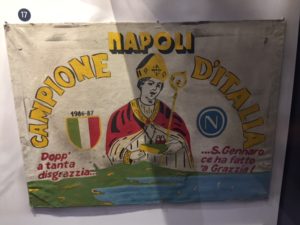 17
NAPOLI
CAMPIONE D'ITALIA
1986-87
N
Dopp'
a tanta
disgrazzia...
...S. Gennaro
ce ha fatto
'a Grazzia!